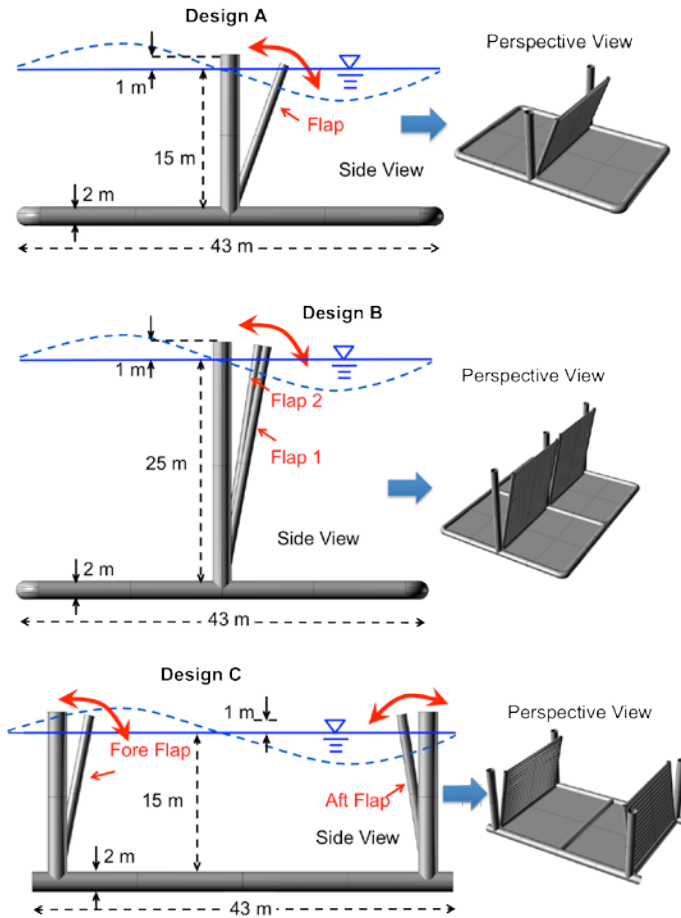 Design A
Perspective View
1 m
Flap
15 m
Side View
2 m
43 m
Design B
Perspective View
1 m
Flap 2
Flap 1
25 m
Side View
2 m
43 m
Design C
Perspective View
1 m
Fore Flap
15 m
Aft Flap
Side View
2 m
43 m